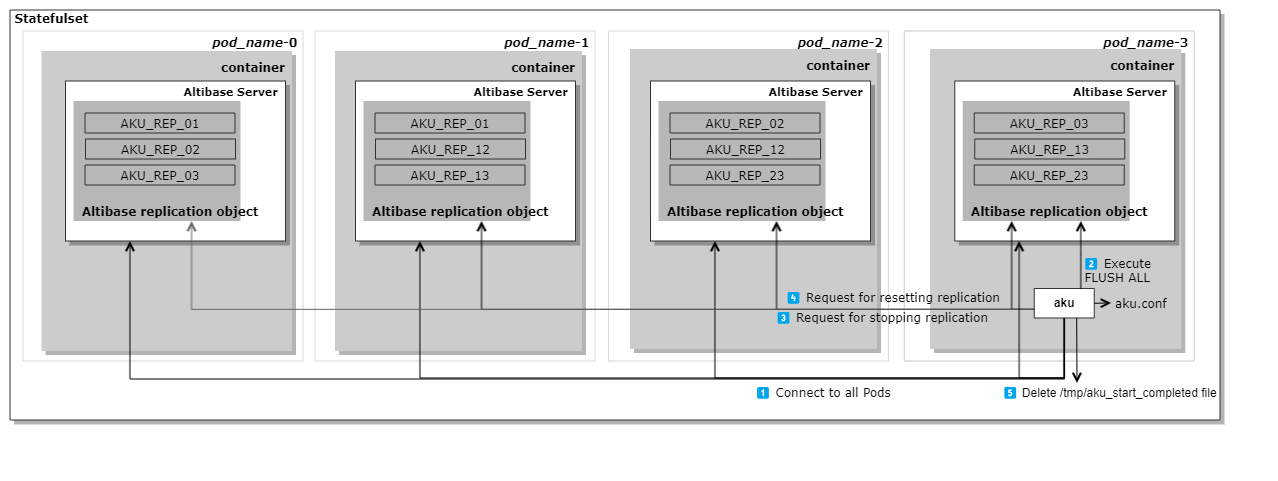 Statefulset
pod_name-0
container
Altibase Server
AKU_REP_01
AKU_REP_02
AKU_REP_03
Altibase replication object
pod_name-1
container
Altibase Server
AKU_REP_01
AKU_REP_12
AKU_REP_13
Altibase replication object
pod_name-2
container
Altibase Server
AKU_REP_02
AKU_REP_12
AKU_REP_23
Altibase replication object
pod_name-3
container
Altibase Server
AKU_REP_03
AKU_REP_13
AKU_REP_23
Altibase replication object
2 Execute
FLUSH ALL
4 Request for resetting replication
3 Request for stopping replication
aku
aku.conf
1 Connect to all Pods
5 Delete /tmp/aku_start_completed file